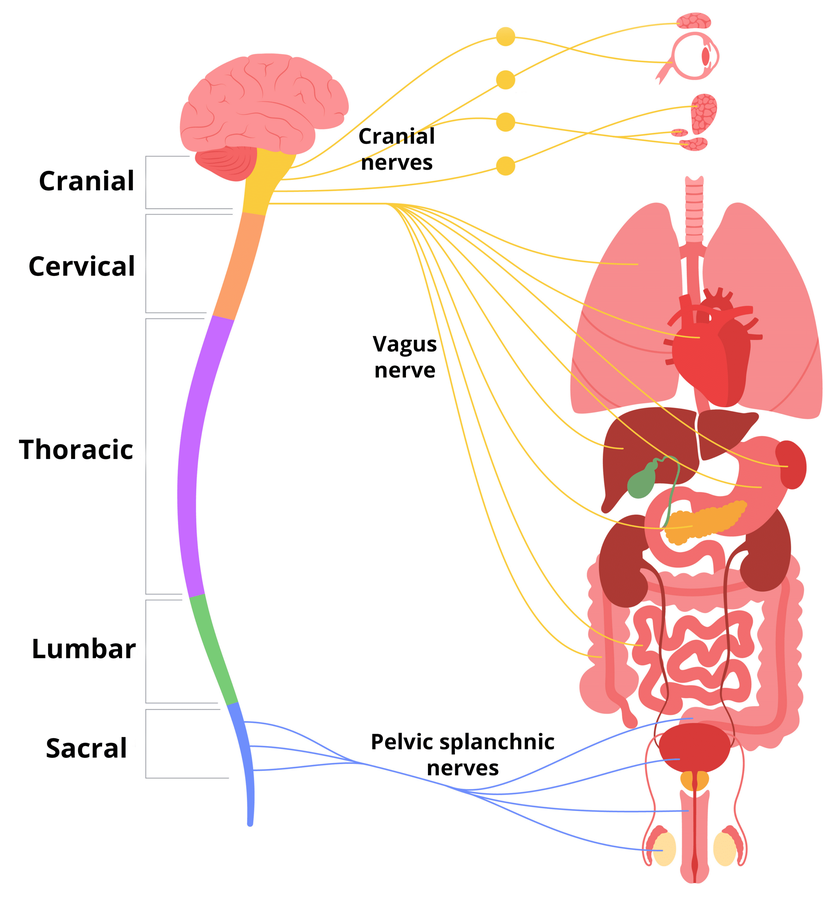 Cranial
nerves
Cranial
Cervical
Vagus
nerve
Thoracic
Lumbar
Pelvic splanchnic
nerves
Sacral